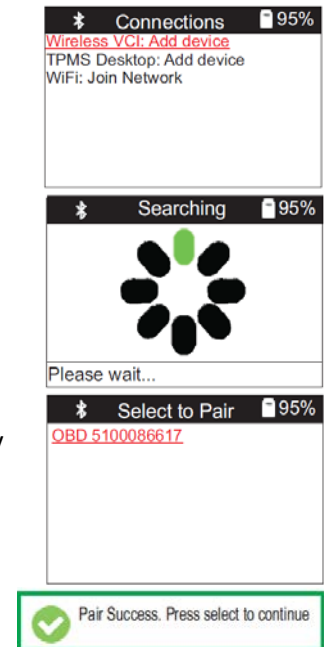 Connections 95%
Wireless VCI: Add device
TPMS Desktop: Add device
WiFi: Join Network
Searching 95%
Please wait...
Select to Pair 95%
OBD 5100086617
Pair Success. Press select to continue